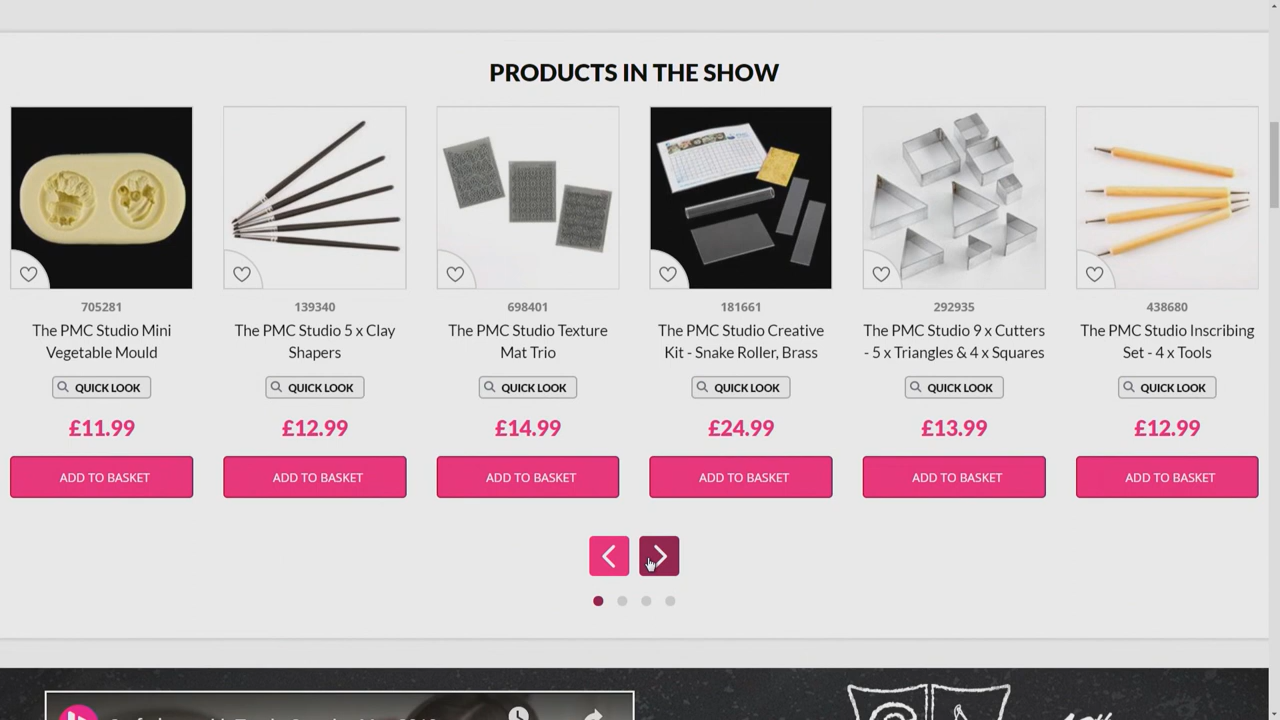 PRODUCTS IN THE SHOW
705281
The PMC Studio Mini
Vegetable Mould
QUICK LOOK
£11.99
ADD TO BASKET
139340
The PMC Studio 5 x Clay
Shapers
QUICK LOOK
£12.99
ADD TO BASKET
698401
The PMC Studio Texture
Mat Trio
QUICK LOOK
£14.99
ADD TO BASKET
181661
The PMC Studio Creative
Kit - Snake Roller, Brass
QUICK LOOK
£24.99
ADD TO BASKET
292935
The PMC Studio 9 x Cutters
- 5 x Triangles & 4 x Squares
QUICK LOOK
£13.99
ADD TO BASKET
438680
The PMC Studio Inscribing
Set - 4 x Tools
QUICK LOOK
£12.99
ADD TO BASKET